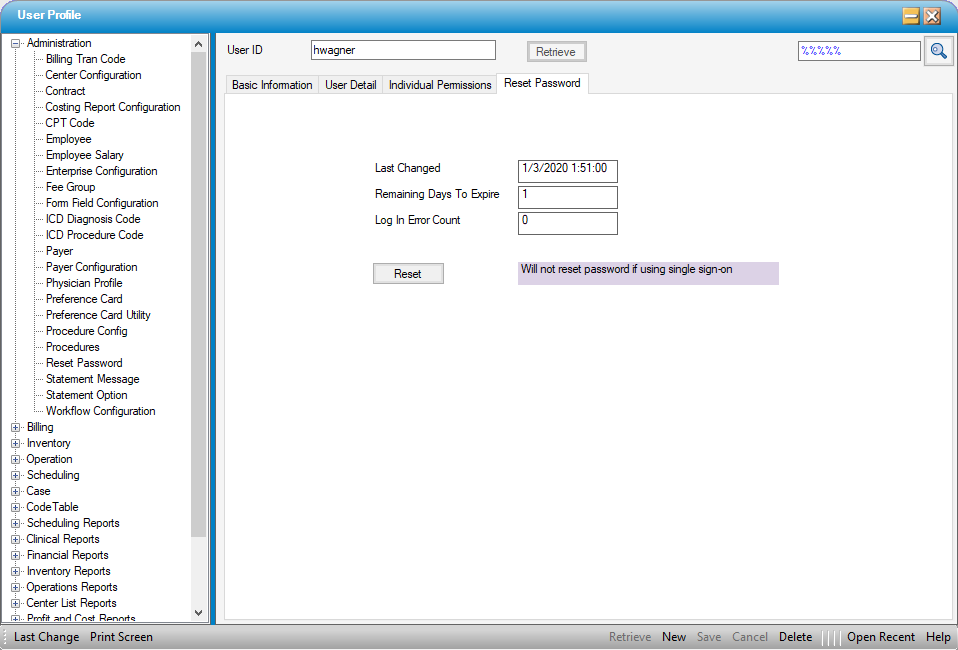 User Profile
Administration
Billing Tran Code
Center Configuration
Contract
Costing Report Configuration
CPT Code
Employee
Employee Salary
Enterprise Configuration
Fee Group
Form Field Configuration
ICD Diagnosis Code
ICD Procedure Code
Payer
Payer Configuration
Physician Profile
Preference Card
Preference Card Utility
Procedure Config
Procedures
Reset Password
Statement Message
Statement Option
Workflow Configuration
Billing
Inventory
Operation
Scheduling
Case
CodeTable
Scheduling Reports
Clinical Reports
Financial Reports
Inventory Reports
Operations Reports
Center List Reports
Profit and Cost Reports
User ID hwagner Retrieve %%%%%
Basic Information User Detail Individual Permissions Reset Password
Last Changed 1/3/2020 1:51:00
Remaining Days To Expire 1
Log In Error Count 0
Reset Will not reset password if using single sign-on
Last Change Print Screen Retrieve New Save Cancel Delete Open Recent Help